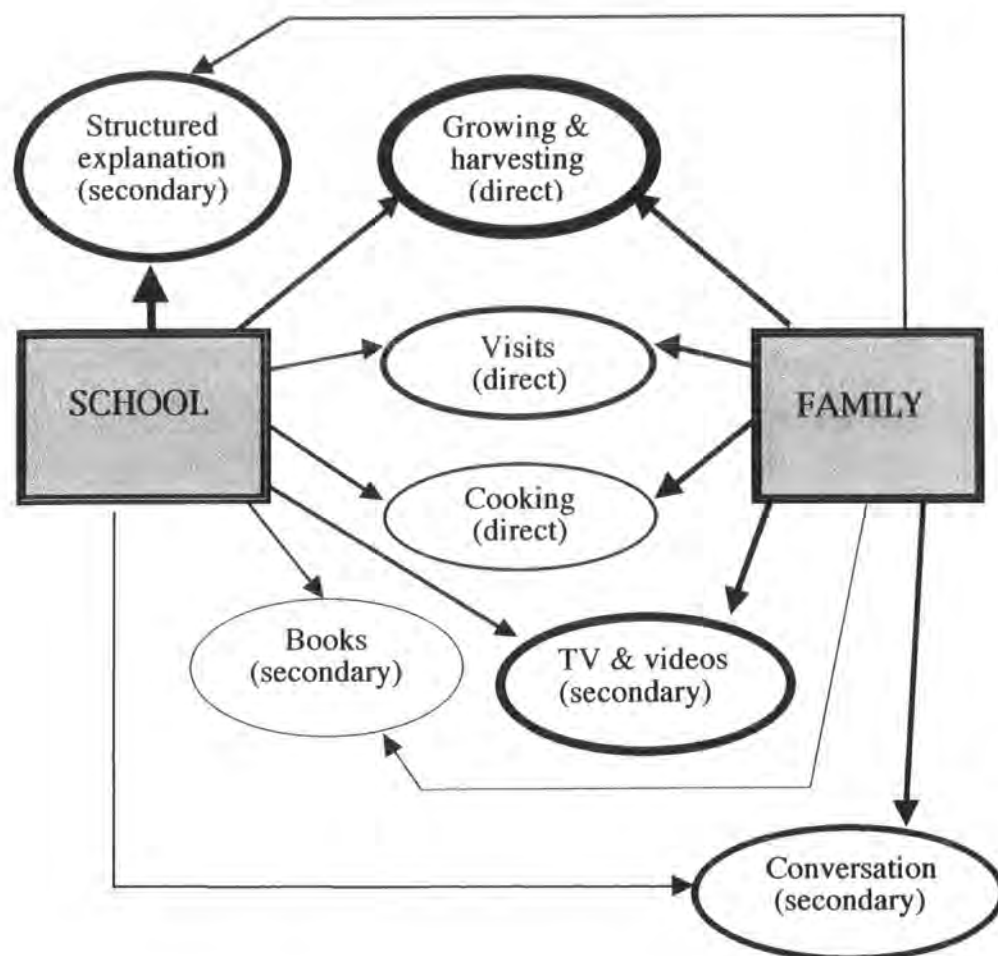 Structured
explanation
(secondary)
Growing &
harvesting
(direct)
SCHOOL
Visits
(direct)
FAMILY
Cooking
(direct)
Books
(secondary)
TV & videos
(secondary)
Conversation
(secondary)